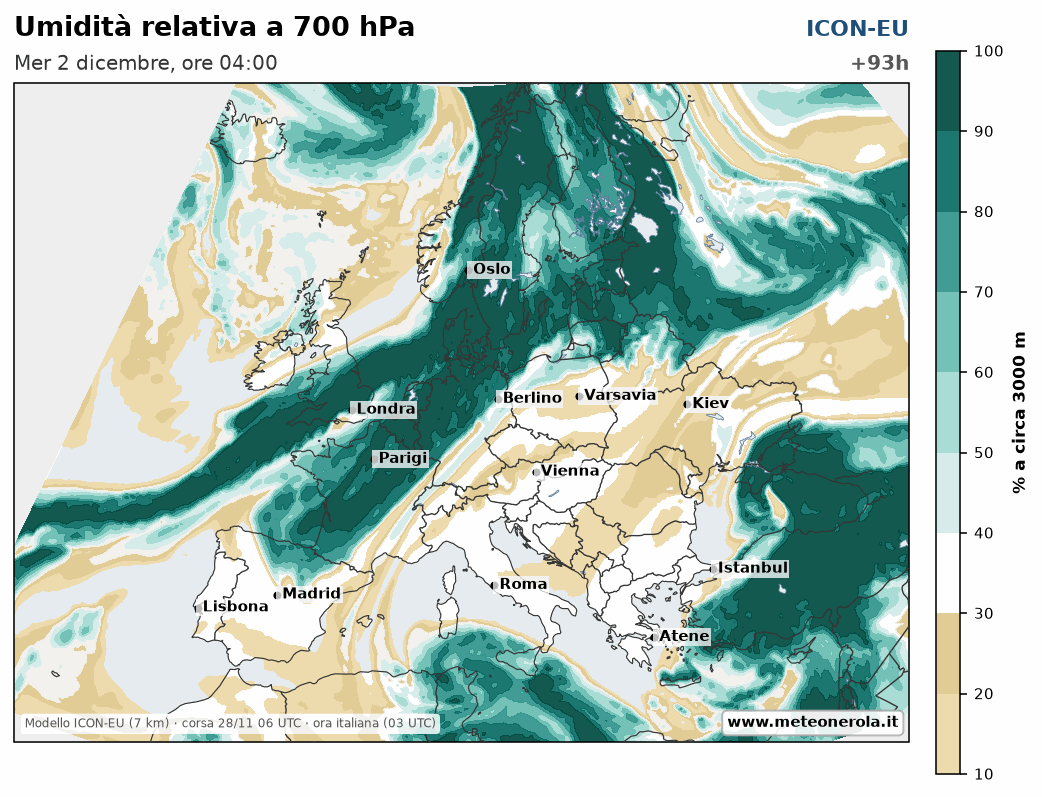 Umidità relativa a 700 hPa
ICON-EU
Mer 2 dicembre, ore 04:00
+93h
100
90
80
70
60
50
40
30
20
10
% a circa 3000 m
Oslo
Londra
Berlino
Varsavia
Kiev
Parigi
Vienna
Istanbul
Roma
Madrid
Lisbona
Atene
Modello ICON-EU (7 km) · corsa 28/11 06 UTC · ora italiana (03 UTC)
www.meteonerola.it